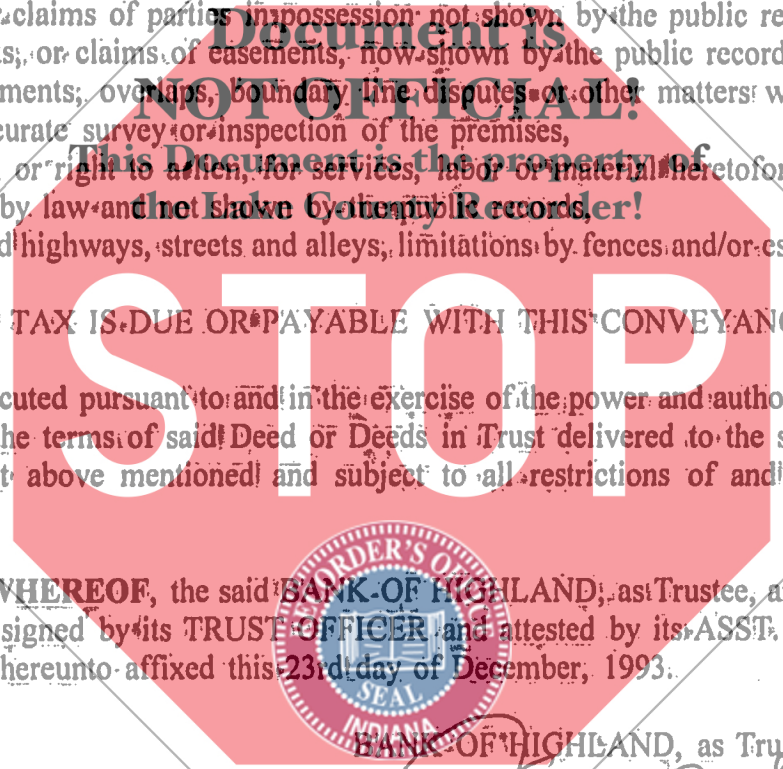 claims of parties in possession not shown by the public re
Document is
s; or claims of easements, now shown by the public record
NOT OFFICIAL!
ments; overlaps, boundary line disputes or other matters w
curate survey or inspection of the premises,
This Document is the property of
or right to a lien, for services, labor or material heretofor
the Lake County Recorder!
by law and not shown by the public records,
d highways, streets and alleys; limitations by fences and/or es
STOP
TAX IS DUE OR PAYABLE WITH THIS CONVEYANC
cuted pursuant to and in the exercise of the power and autho
he terms of said Deed or Deeds in Trust delivered to the s
t above mentioned and subject to all restrictions of and
RECORDER'S OFFICE
SEAL
INDIANA
WHEREOF, the said BANK OF HIGHLAND, as Trustee, a
signed by its TRUST OFFICER and attested by its ASST.
hereunto affixed this 23rd day of December, 1993.
BANK OF HIGHLAND, as Tru